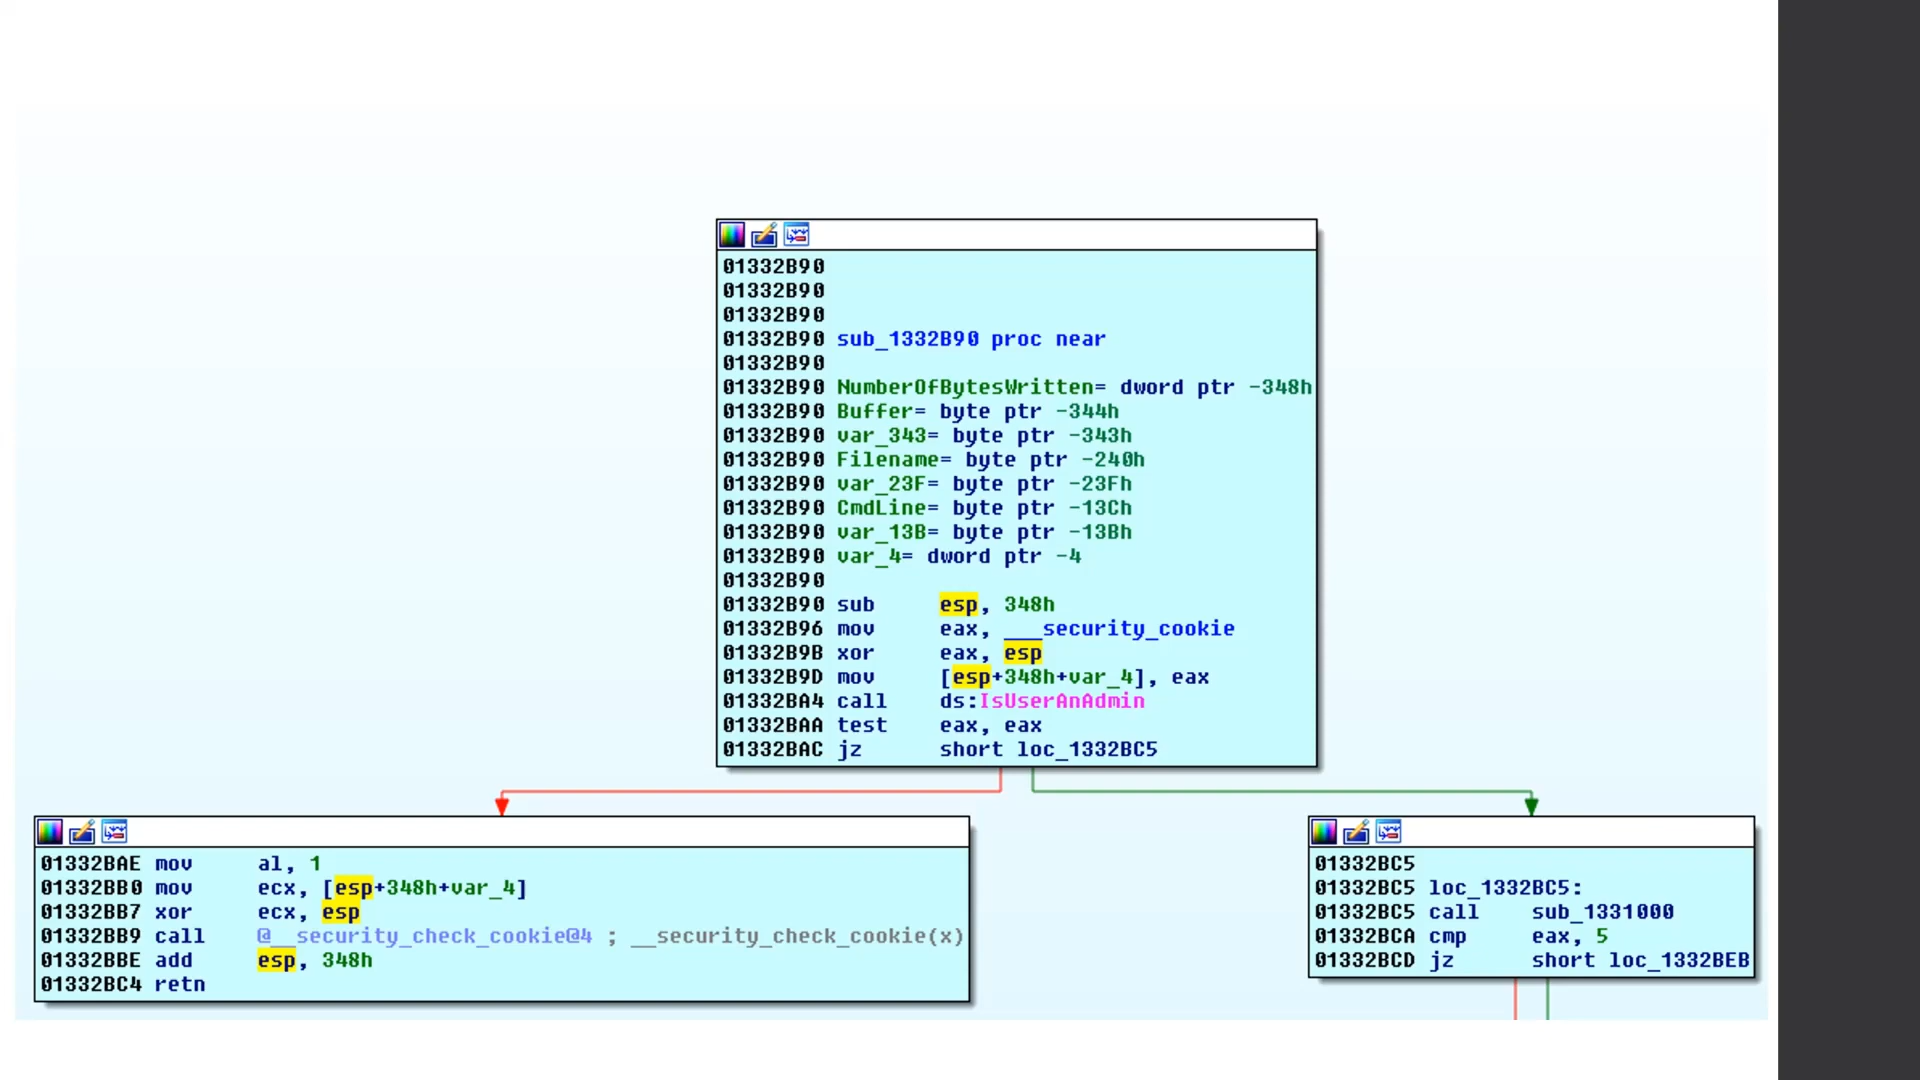 01332B90
01332B90
01332B90
01332B90 sub_1332B90 proc near
01332B90
01332B90 NumberOfBytesWritten= dword ptr -348h
01332B90 Buffer= byte ptr -344h
01332B90 var_343= byte ptr -343h
01332B90 Filename= byte ptr -240h
01332B90 var_23F= byte ptr -23Fh
01332B90 CmdLine= byte ptr -13Ch
01332B90 var_13B= byte ptr -13Bh
01332B90 var_4= dword ptr -4
01332B90
01332B90 sub esp, 348h
01332B96 mov eax, ___security_cookie
01332B9B xor eax, esp
01332B9D mov [esp+348h+var_4], eax
01332BA4 call ds:IsUserAnAdmin
01332BAA test eax, eax
01332BAC jz short loc_1332BC5
01332BAE mov al, 1
01332BB0 mov ecx, [esp+348h+var_4]
01332BB7 xor ecx, esp
01332BB9 call @__security_check_cookie@4 ; __security_check_cookie(x)
01332BBE add esp, 348h
01332BC4 retn
01332BC5
01332BC5 loc_1332BC5:
01332BC5 call sub_1331000
01332BCA cmp eax, 5
01332BCD jz short loc_1332BEB